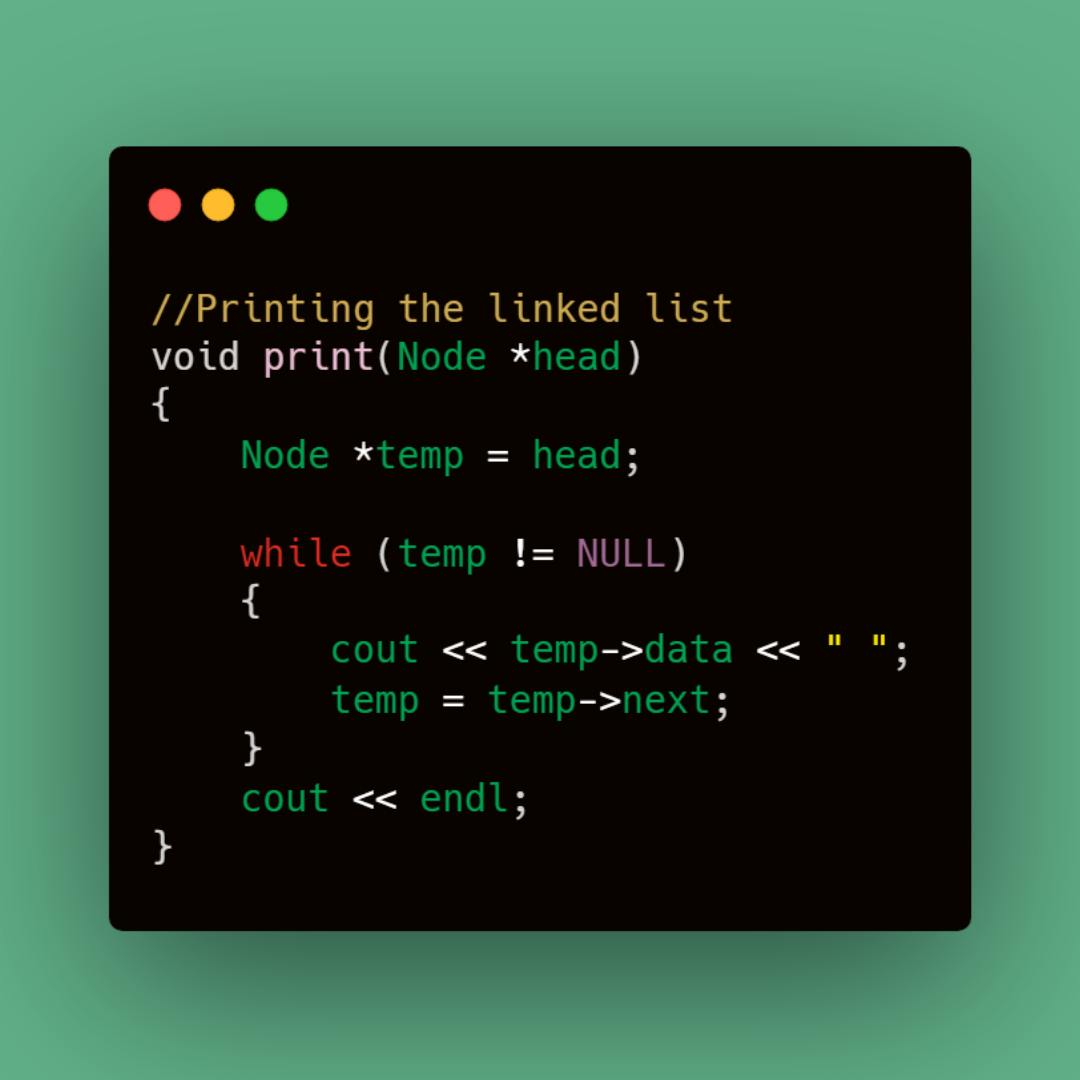 //Printing the linked list
void print(Node *head)
{
    Node *temp = head;

    while (temp != NULL)
    {
        cout << temp->data << " ";
        temp = temp->next;
    }
    cout << endl;
}